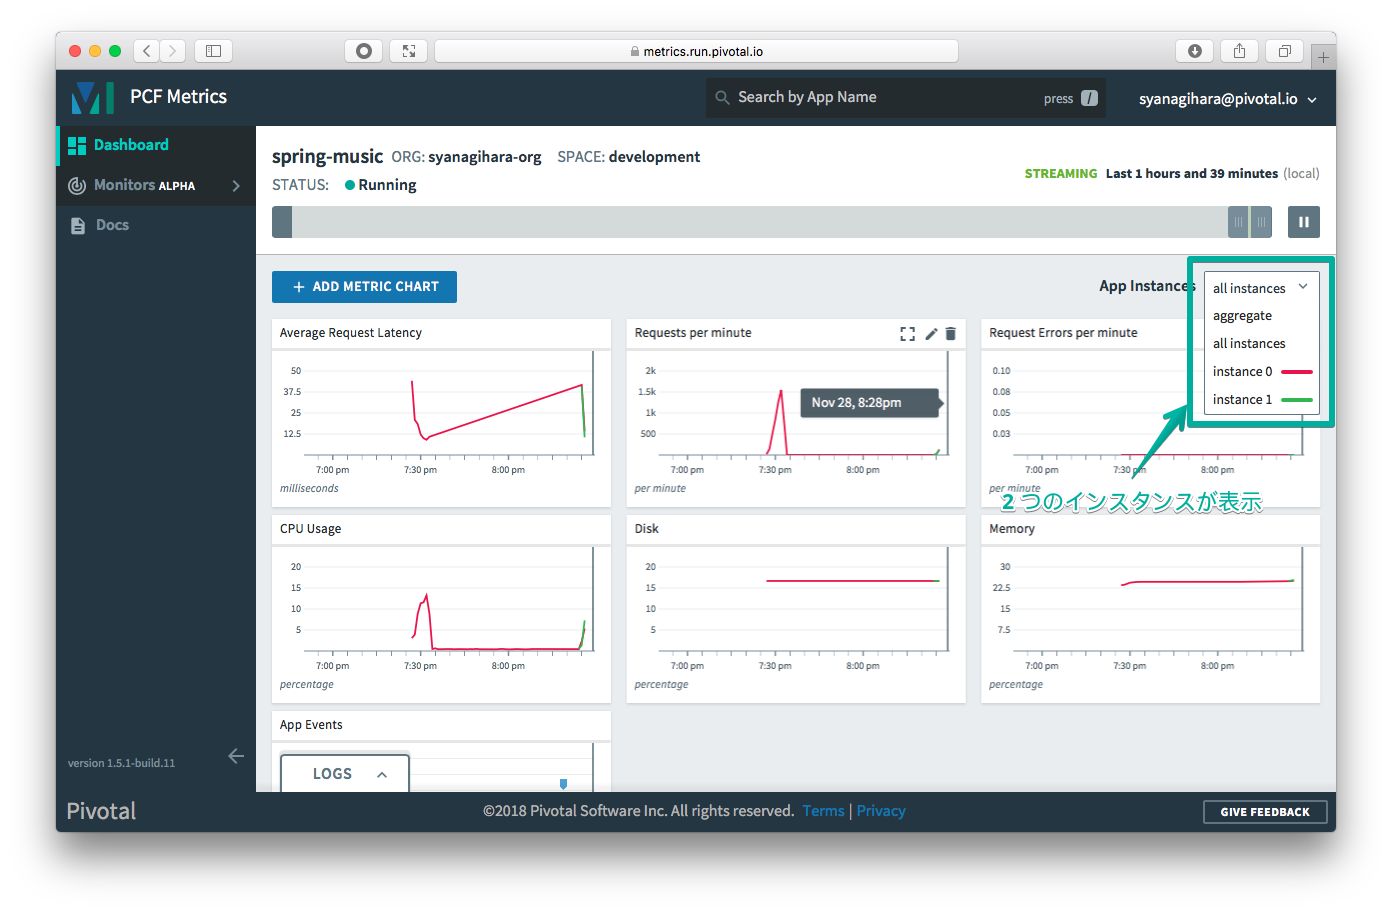 metrics.run.pivotal.io
PCF Metrics
Search by App Name
press /
syanagihara@pivotal.io
Dashboard
Monitors ALPHA
Docs
spring-music ORG: syanagihara-org SPACE: development
STATUS: Running
STREAMING Last 1 hours and 39 minutes (local)
+ ADD METRIC CHART
App Instances
all instances
aggregate
all instances
instance 0
instance 1
Average Request Latency
50
37.5
25
12.5
7:00 pm 7:30 pm 8:00 pm
milliseconds
Requests per minute
2k
1.5k
1k
500
Nov 28, 8:28pm
7:00 pm 7:30 pm 8:00 pm
per minute
Request Errors per minute
0.10
0.08
0.05
0.03
7:00 pm 7:30 pm 8:00 pm
per minute
2 つのインスタンスが表示
CPU Usage
20
15
10
5
7:00 pm 7:30 pm 8:00 pm
percentage
Disk
20
15
10
5
7:00 pm 7:30 pm 8:00 pm
percentage
Memory
30
22.5
15
7.5
7:00 pm 7:30 pm 8:00 pm
percentage
App Events
LOGS
version 1.5.1-build.11
Pivotal
©2018 Pivotal Software Inc. All rights reserved. Terms | Privacy
GIVE FEEDBACK